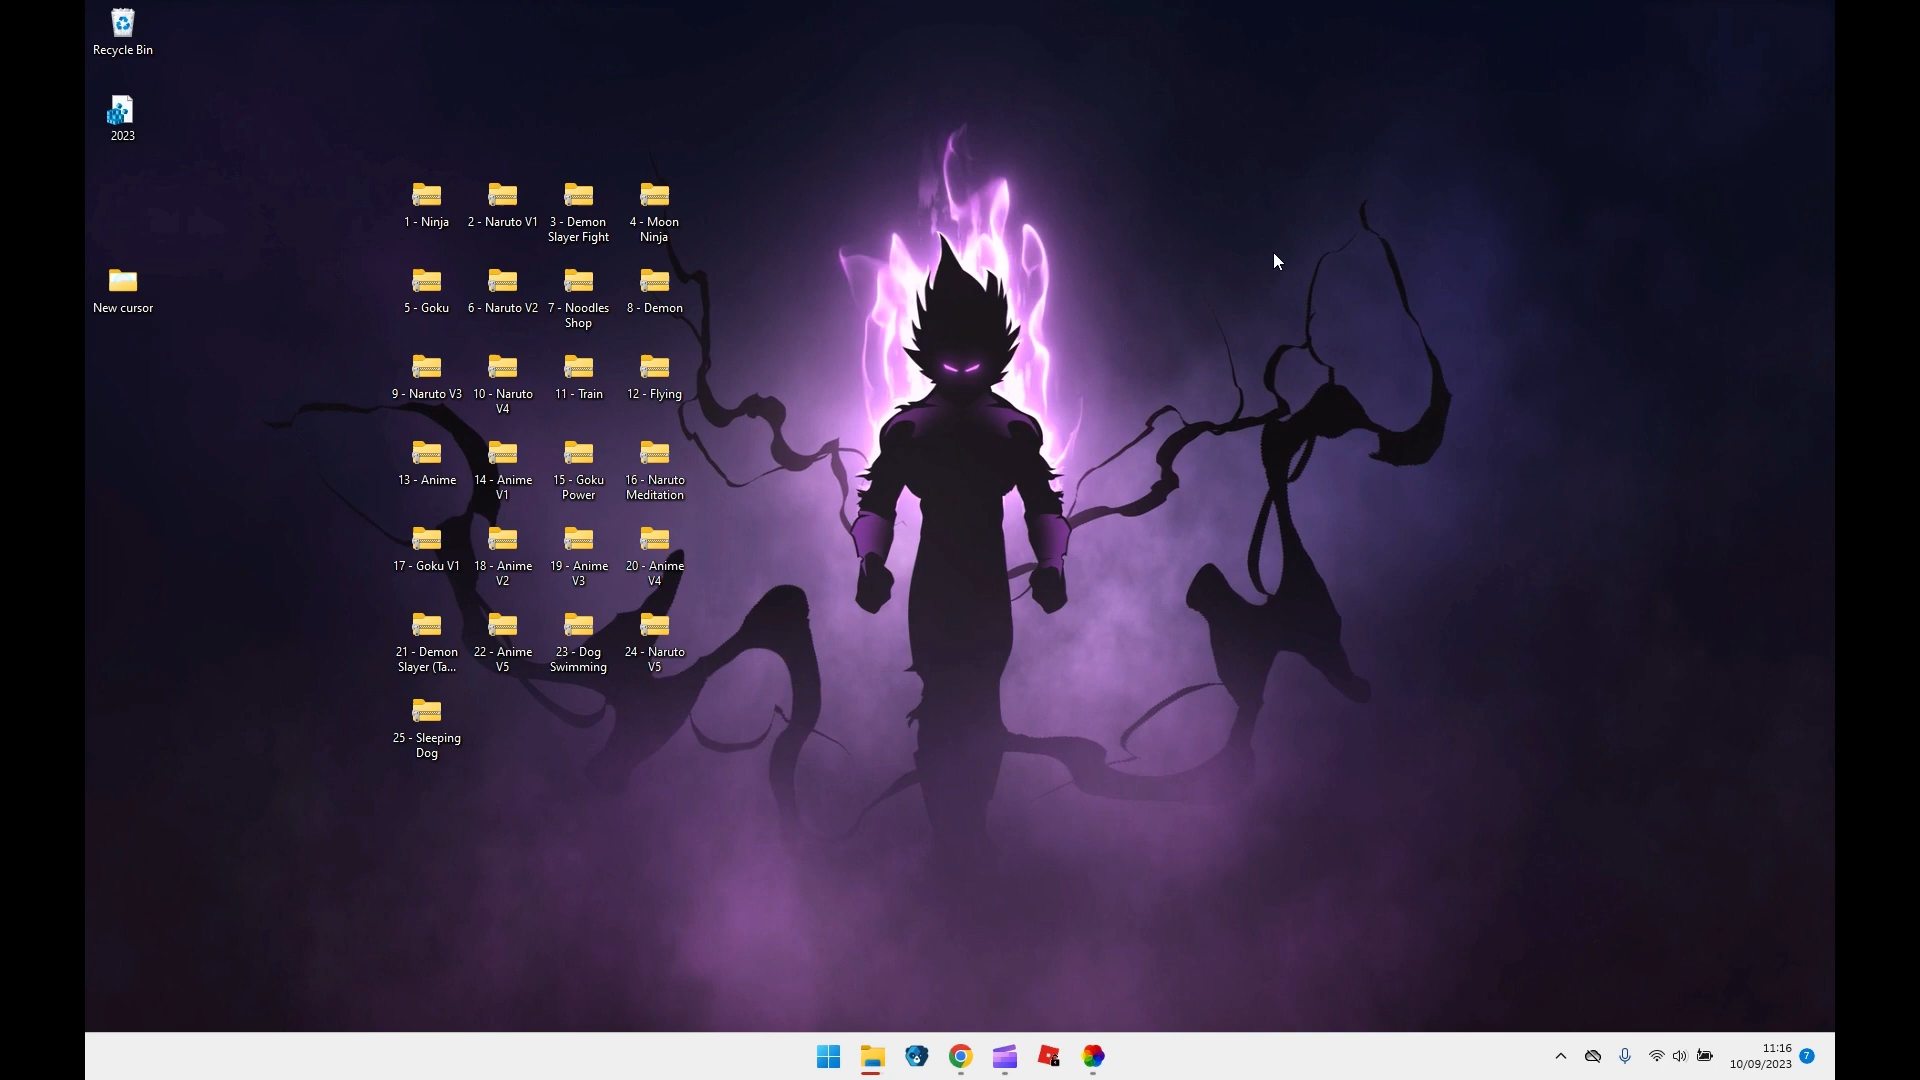 Recycle Bin
2023
New cursor
1 - Ninja
2 - Naruto V1
3 - Demon
Slayer Fight
4 - Moon
Ninja
5 - Goku
6 - Naruto V2
7 - Noodles
Shop
8 - Demon
9 - Naruto V3
10 - Naruto
V4
11 - Train
12 - Flying
13 - Anime
14 - Anime
V1
15 - Goku
Power
16 - Naruto
Meditation
17 - Goku V1
18 - Anime
V2
19 - Anime
V3
20 - Anime
V4
21 - Demon
Slayer (Ta...
22 - Anime
V5
23 - Dog
Swimming
24 - Naruto
V5
25 - Sleeping
Dog
11:16
10/09/2023
7